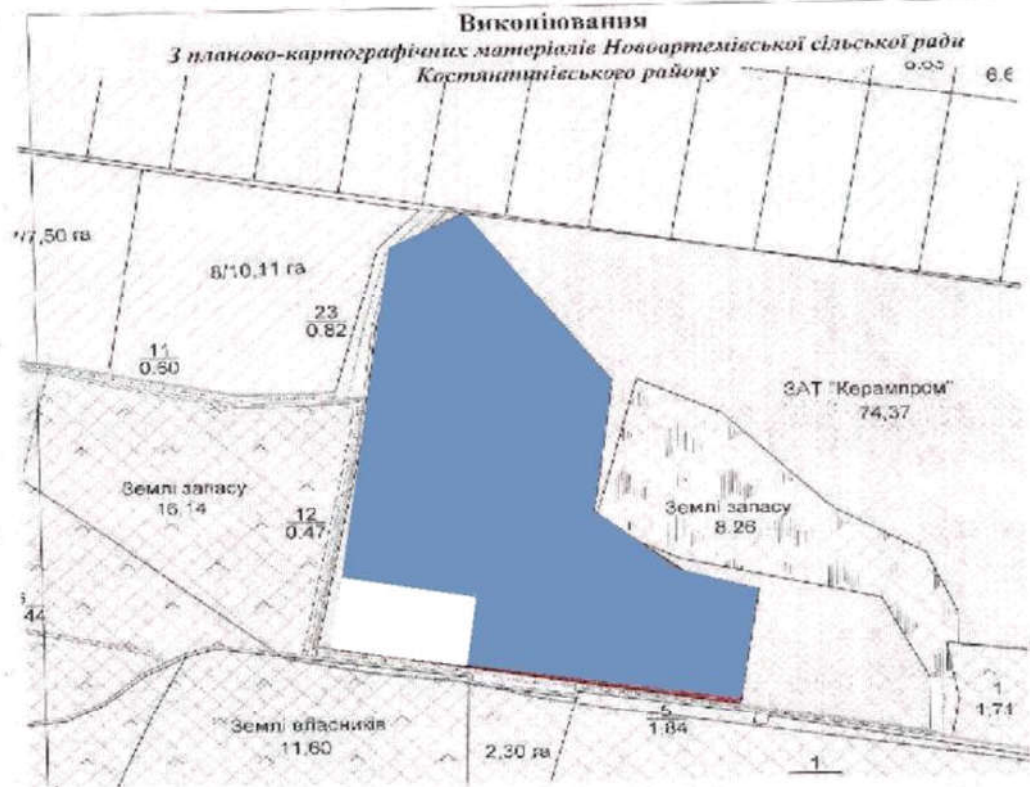 Викопіювання
З планово-картографічних матеріалів Новоартемівської сільської ради
Костянтинівського району
6.6
7,50 га
8/10,11 га
23
0.82
11
0.60
ЗАТ "Керампром"
74,37
Землі запасу
16,14
12
0.47
Землі запасу
8.26
44
Землі власників
11.60
2,30 га
5
1.84
1
1.71
1